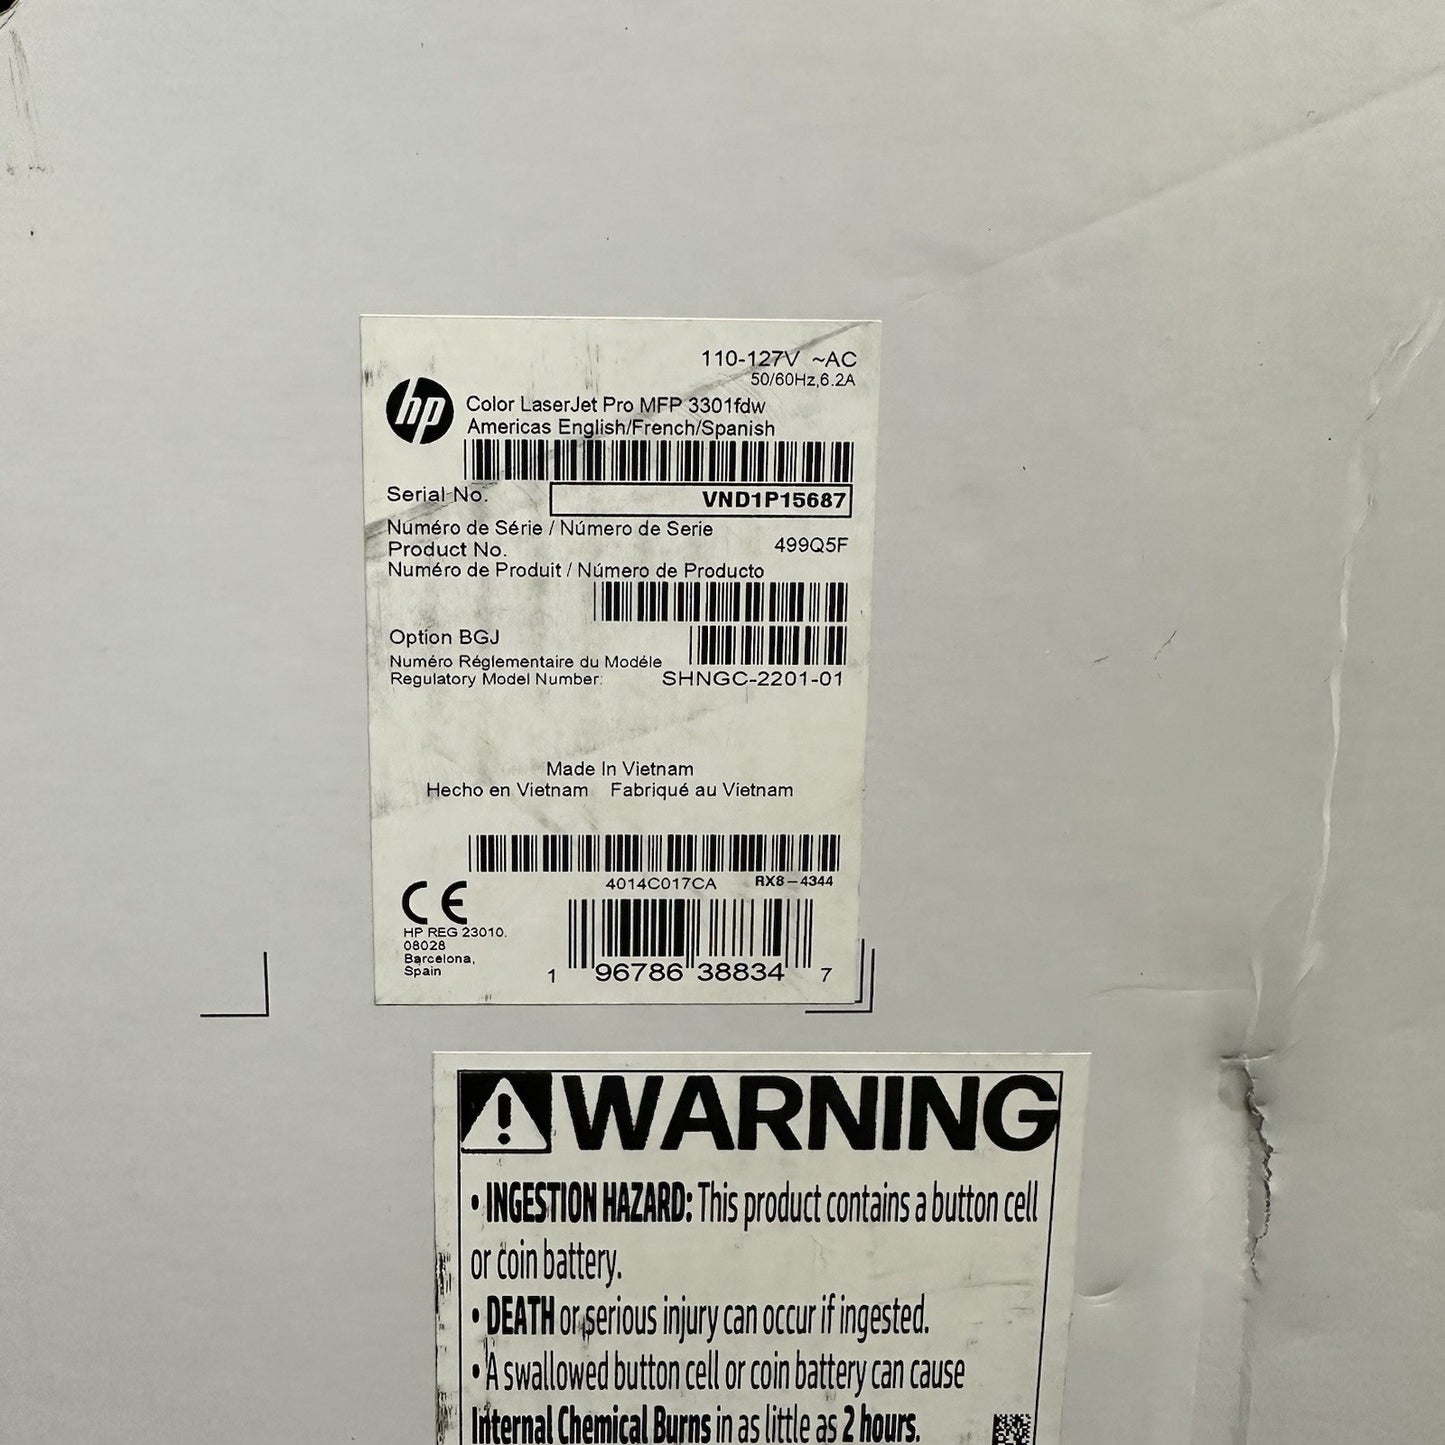 110-127V ~AC
50/60Hz,6.2A
hp
Color LaserJet Pro MFP 3301fdw
Americas English/French/Spanish
Serial No. VND1P15687
Numéro de Série / Número de Serie
Product No. 499Q5F
Numéro de Produit / Número de Producto
Option BGJ
Numéro Réglementaire du Modéle
Regulatory Model Number: SHNGC-2201-01
Made In Vietnam
Hecho en Vietnam Fabriqué au Vietnam
4014C017CA RX8-4344
CE
HP REG 23010.
08028
Barcelona,
Spain
1 96786 38834 7
WARNING
• INGESTION HAZARD: This product contains a button cell
or coin battery.
• DEATH or serious injury can occur if ingested.
• A swallowed button cell or coin battery can cause
Internal Chemical Burns in as little as 2 hours.